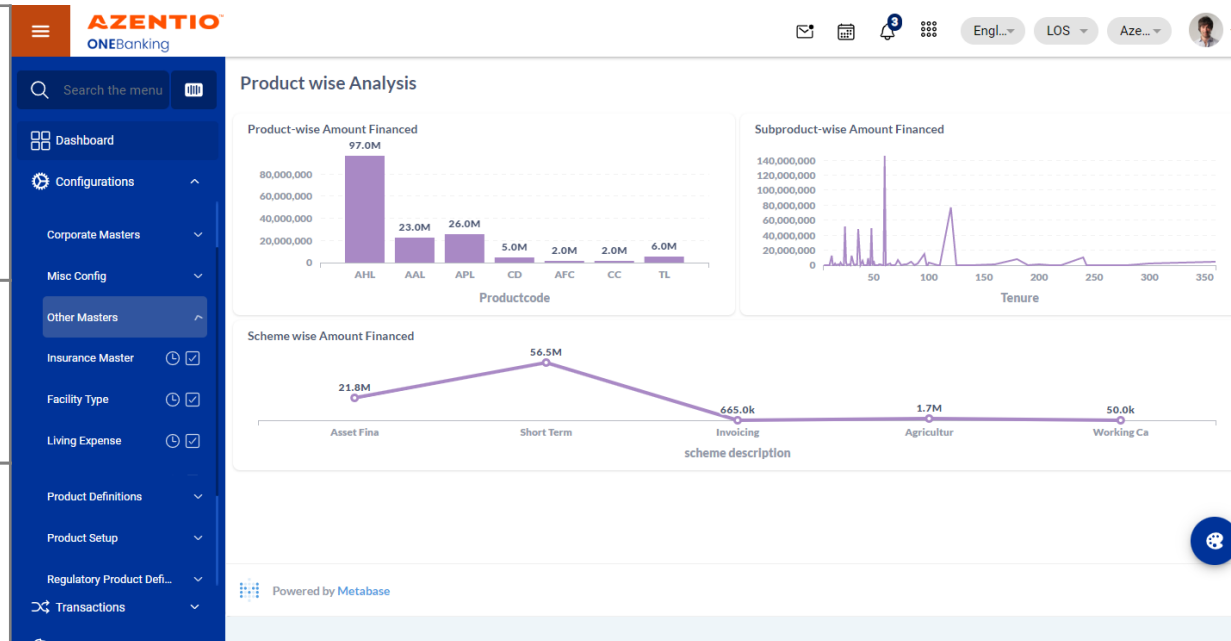 AZENTIO
ONEBanking
3
Engl...
LOS
Aze...
Search the menu
Dashboard
Configurations
Corporate Masters
Misc Config
Other Masters
Insurance Master
Facility Type
Living Expense
Product Definitions
Product Setup
Regulatory Product Defi...
Transactions
Product wise Analysis
Product-wise Amount Financed
97.0M
80,000,000
60,000,000
40,000,000
20,000,000
0
23.0M
26.0M
5.0M
2.0M
2.0M
6.0M
AHL
AAL
APL
CD
AFC
CC
TL
Productcode
Subproduct-wise Amount Financed
140,000,000
120,000,000
100,000,000
80,000,000
60,000,000
40,000,000
20,000,000
0
50
100
150
200
250
300
350
Tenure
Scheme wise Amount Financed
21.8M
56.5M
665.0k
1.7M
50.0k
Asset Fina
Short Term
Invoicing
Agricultur
Working Ca
scheme description
Powered by Metabase